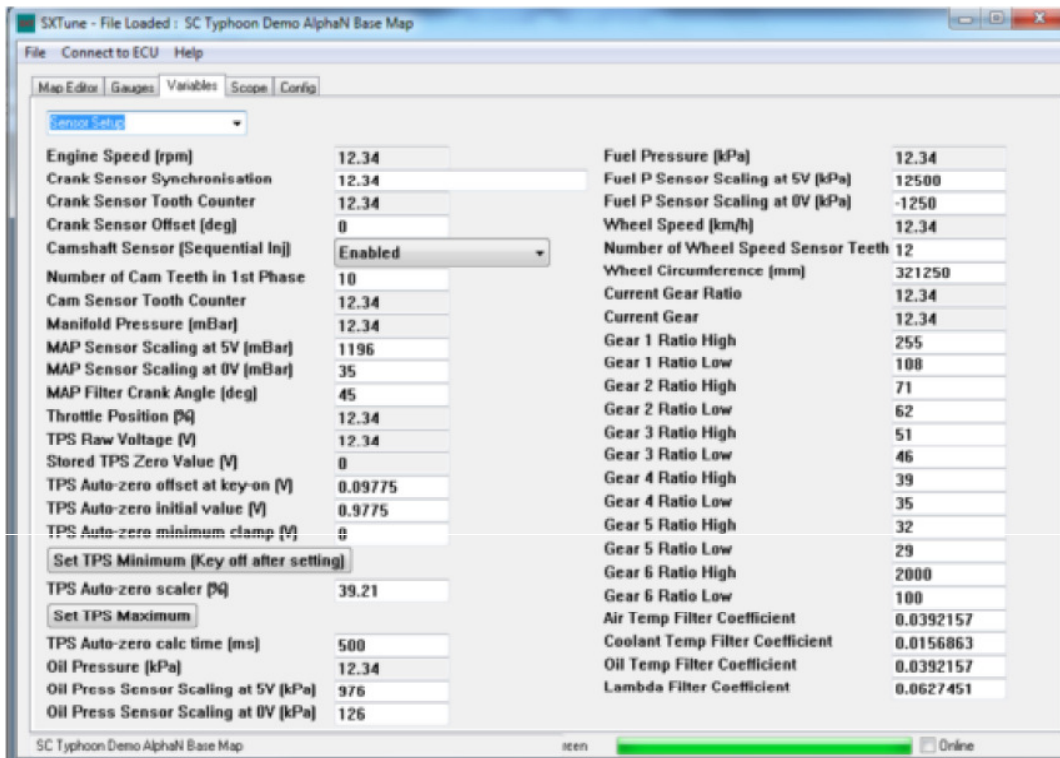 SXTune - File Loaded : SC Typhoon Demo AlphaN Base Map
File Connect to ECU Help
Map Editor Gauges Variables Scope Config
Sensor Setup
Engine Speed (rpm) 12.34
Crank Sensor Synchronisation 12.34
Crank Sensor Tooth Counter 12.34
Crank Sensor Offset (deg) 0
Camshaft Sensor (Sequential Inj) Enabled
Number of Cam Teeth in 1st Phase 10
Cam Sensor Tooth Counter 12.34
Manifold Pressure (mBar) 12.34
MAP Sensor Scaling at 5V (mBar) 1196
MAP Sensor Scaling at 0V (mBar) 35
MAP Filter Crank Angle (deg) 45
Throttle Position (%) 12.34
TPS Raw Voltage (V) 12.34
Stored TPS Zero Value (V) 0
TPS Auto-zero offset at key-on (V) 0.09775
TPS Auto-zero initial value (V) 0.9775
TPS Auto-zero minimum clamp (V) 0
Set TPS Minimum (Key off after setting)
TPS Auto-zero scaler (%) 39.21
Set TPS Maximum
TPS Auto-zero calc time (ms) 500
Oil Pressure (kPa) 12.34
Oil Press Sensor Scaling at 5V (kPa) 976
Oil Press Sensor Scaling at 0V (kPa) 126
Fuel Pressure (kPa) 12.34
Fuel P Sensor Scaling at 5V (kPa) 12500
Fuel P Sensor Scaling at 0V (kPa) -1250
Wheel Speed (km/h) 12.34
Number of Wheel Speed Sensor Teeth 12
Wheel Circumference (mm) 321250
Current Gear Ratio 12.34
Current Gear 12.34
Gear 1 Ratio High 255
Gear 1 Ratio Low 108
Gear 2 Ratio High 71
Gear 2 Ratio Low 62
Gear 3 Ratio High 51
Gear 3 Ratio Low 46
Gear 4 Ratio High 39
Gear 4 Ratio Low 35
Gear 5 Ratio High 32
Gear 5 Ratio Low 29
Gear 6 Ratio High 2000
Gear 6 Ratio Low 100
Air Temp Filter Coefficient 0.0392157
Coolant Temp Filter Coefficient 0.0156863
Oil Temp Filter Coefficient 0.0392157
Lambda Filter Coefficient 0.0627451
SC Typhoon Demo AlphaN Base Map reen Online